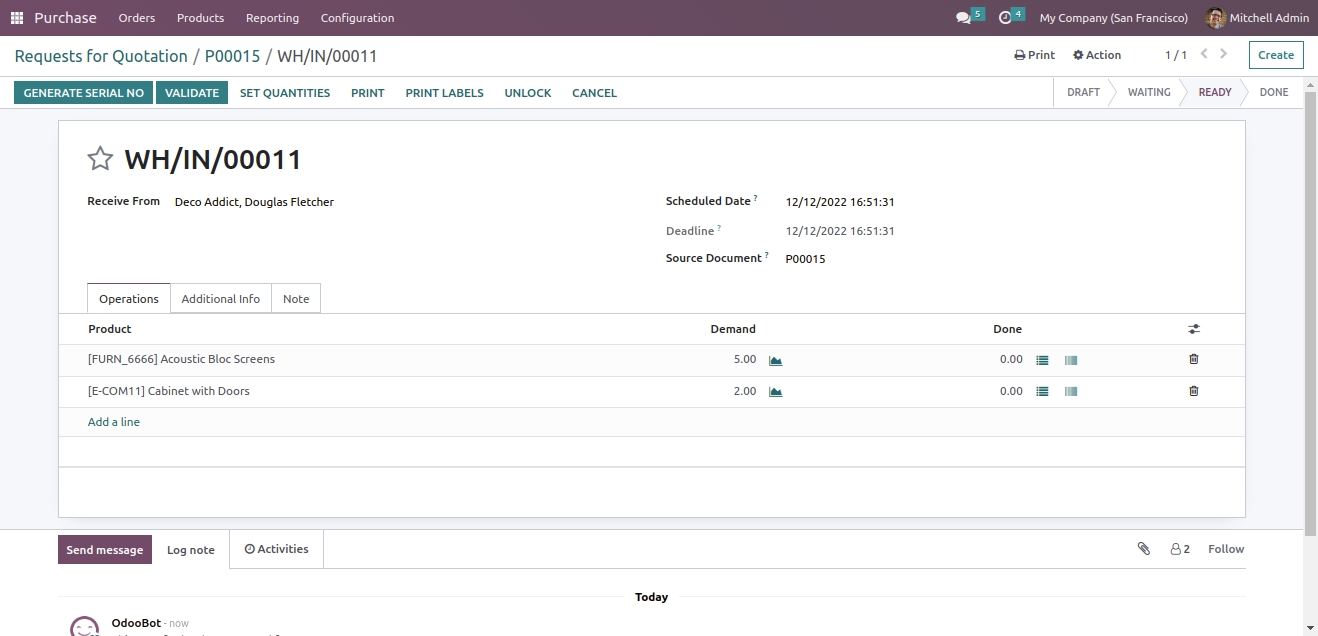 Purchase Orders Products Reporting Configuration 5 4 My Company (San Francisco) Mitchell Admin
Requests for Quotation / P00015 / WH/IN/00011 Print Action 1 / 1 Create
GENERATE SERIAL NO VALIDATE SET QUANTITIES PRINT PRINT LABELS UNLOCK CANCEL DRAFT WAITING READY DONE
WH/IN/00011
Receive From Deco Addict, Douglas Fletcher Scheduled Date ? 12/12/2022 16:51:31
Deadline ? 12/12/2022 16:51:31
Source Document ? P00015
Operations Additional Info Note
Product Demand Done
[FURN_6666] Acoustic Bloc Screens 5.00 0.00
[E-COM11] Cabinet with Doors 2.00 0.00
Add a line
Send message Log note Activities 2 Follow
Today
OdooBot - now